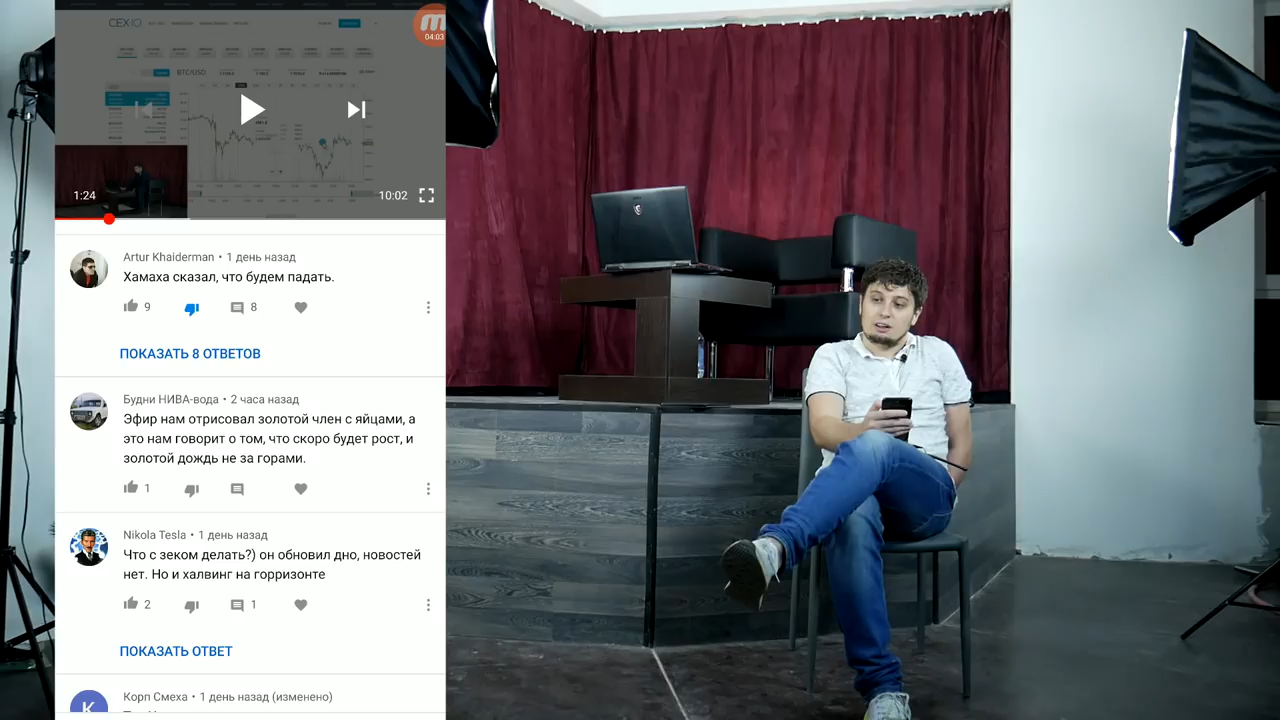 CEX.IO
04:03
BTC/USD
1:24
10:02
Artur Khaiderman • 1 день назад
Хамаха сказал, что будем падать.
9
8
ПОКАЗАТЬ 8 ОТВЕТОВ
Будни НИВА-вода • 2 часа назад
Эфир нам отрисовал золотой член с яйцами, а
это нам говорит о том, что скоро будет рост, и
золотой дождь не за горами.
1
Nikola Tesla • 1 день назад
Что с зеком делать?) он обновил дно, новостей
нет. Но и халвинг на горризонте
2
1
ПОКАЗАТЬ ОТВЕТ
K
Корп Смеха • 1 день назад (изменено)